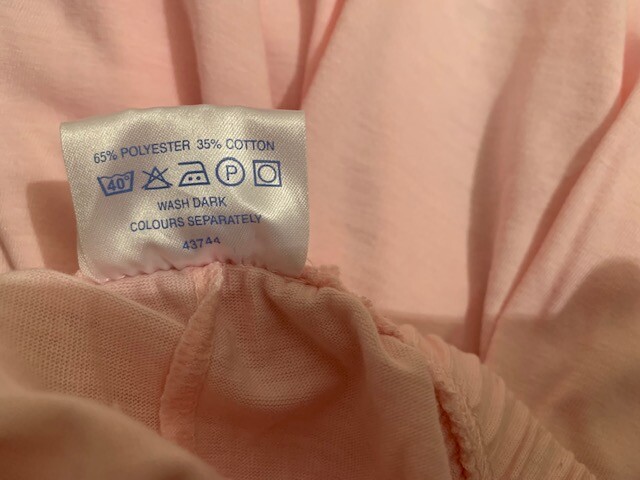 65% POLYESTER 35% COTTON
40 P
WASH DARK
COLOURS SEPARATELY
43744